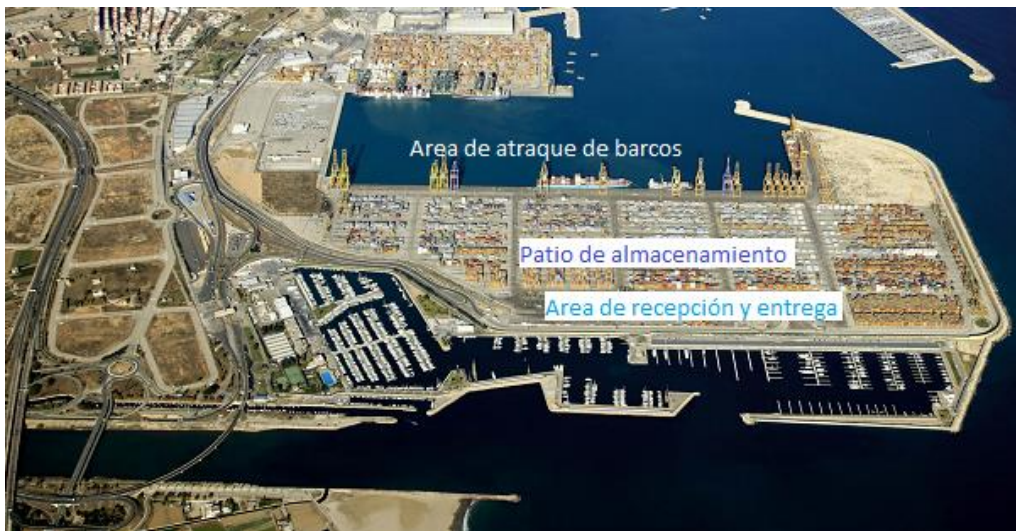 Area de atraque de barcos
Patio de almacenamiento
Area de recepción y entrega